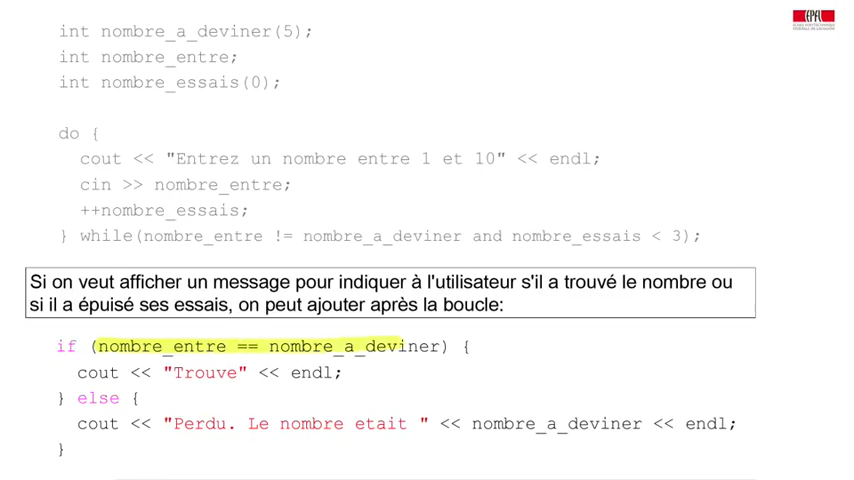 EPFL
int nombre_a_deviner(5);
int nombre_entre;
int nombre_essais(0);
do {
cout << "Entrez un nombre entre 1 et 10" << endl;
cin >> nombre_entre;
++nombre_essais;
} while(nombre_entre != nombre_a_deviner and nombre_essais < 3);
Si on veut afficher un message pour indiquer à l'utilisateur s'il a trouvé le nombre ou
si il a épuisé ses essais, on peut ajouter après la boucle:
if (nombre_entre == nombre_a_deviner) {
cout << "Trouve" << endl;
} else {
cout << "Perdu. Le nombre etait " << nombre_a_deviner << endl;
}